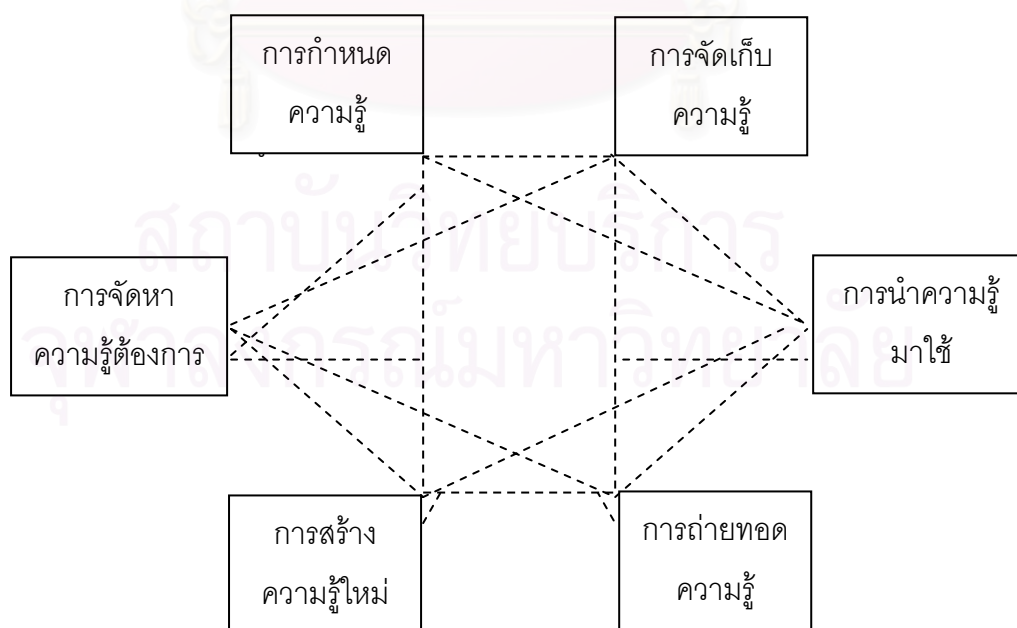 การกำหนด
ความรู้
การจัดเก็บ
ความรู้
สถาบันวิทยบริการ
การจัดหา
ความรู้ต้องการ
การนำความรู้
มาใช้
จุฬาลงกรณ์มหาวิทยาลัย
การสร้าง
ความรู้ใหม่
การถ่ายทอด
ความรู้